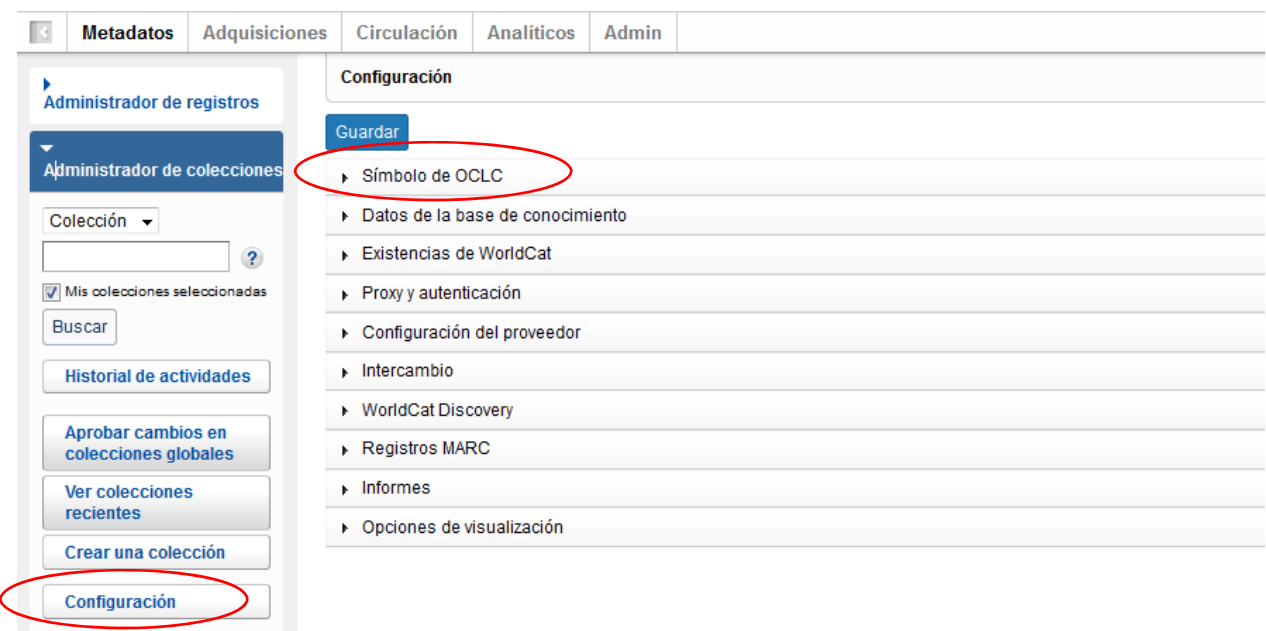 Metadatos Adquisiciones Circulación Analíticos Admin
Administrador de registros
Administrador de colecciones
Colección
?
Mis colecciones seleccionadas
Buscar
Historial de actividades
Aprobar cambios en
colecciones globales
Ver colecciones
recientes
Crear una colección
Configuración
Configuración
Guardar
Símbolo de OCLC
Datos de la base de conocimiento
Existencias de WorldCat
Proxy y autenticación
Configuración del proveedor
Intercambio
WorldCat Discovery
Registros MARC
Informes
Opciones de visualización